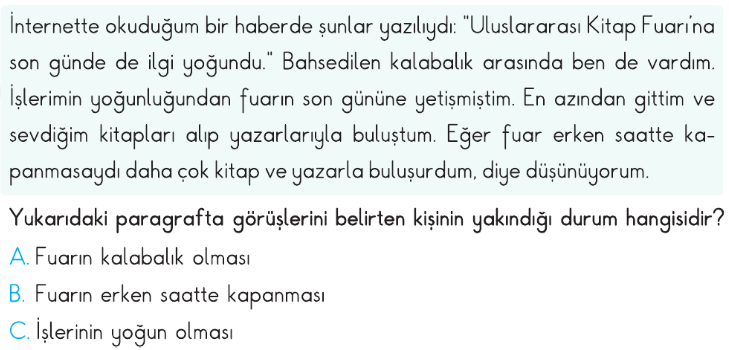 İnternette okuduğum bir haberde şunlar yazılıydı: "Uluslararası Kitap Fuarı'na
son günde de ilgi yoğundu." Bahsedilen kalabalık arasında ben de vardım.
İşlerimin yoğunluğundan fuarın son gününe yetişmiştim. En azından gittim ve
sevdiğim kitapları alıp yazarlarıyla buluştum. Eğer fuar erken saatte ka-
panmasaydı daha çok kitap ve yazarla buluşurdum, diye düşünüyorum.
Yukarıdaki paragrafta görüşlerini belirten kişinin yakındığı durum hangisidir?
A. Fuarın kalabalık olması
B. Fuarın erken saatte kapanması
C. İşlerinin yoğun olması